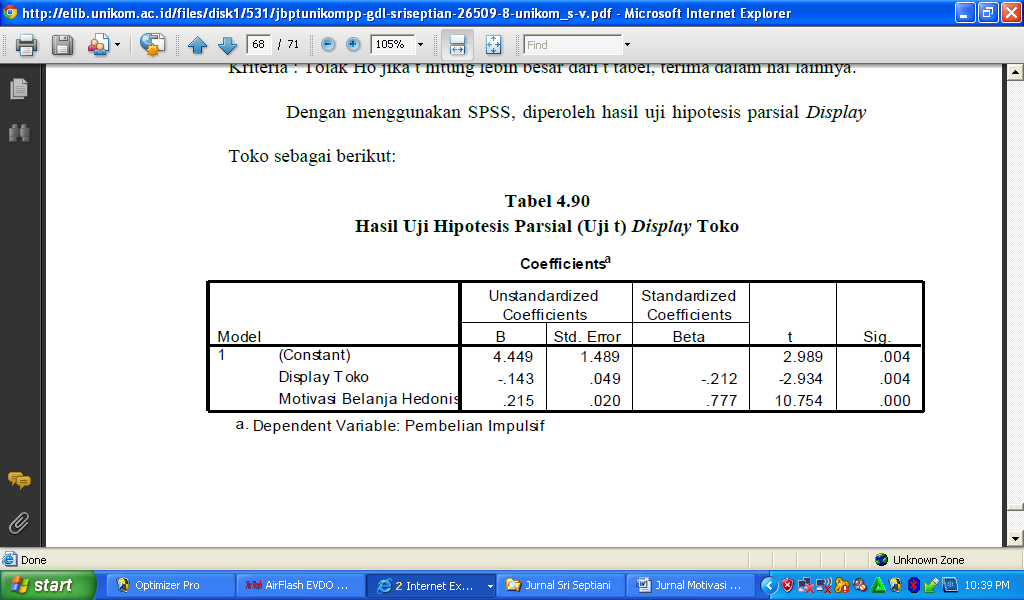 http://elib.unikom.ac.id/files/disk1/531/jbptunikompp-gdl-sriseptian-26509-8-unikom_s-v.pdf - Microsoft Internet Explorer
68 / 71 105% Find
Kriteria : Tolak Ho jika t hitung lebih besar dari t tabel, terima dalam hal lainnya.
Dengan menggunakan SPSS, diperoleh hasil uji hipotesis parsial Display
Toko sebagai berikut:
Tabel 4.90
Hasil Uji Hipotesis Parsial (Uji t) Display Toko
Coefficientsa
Unstandardized Standardized
Coefficients Coefficients
Model B Std. Error Beta t Sig.
1 (Constant) 4.449 1.489 2.989 .004
Display Toko -.143 .049 -.212 -2.934 .004
Motivasi Belanja Hedonis .215 .020 .777 10.754 .000
a. Dependent Variable: Pembelian Impulsif
Done Unknown Zone
start Optimizer Pro AirFlash EVDO ... 2 Internet Ex... Jurnal Sri Septiani Jurnal Motivasi ... 10:39 PM